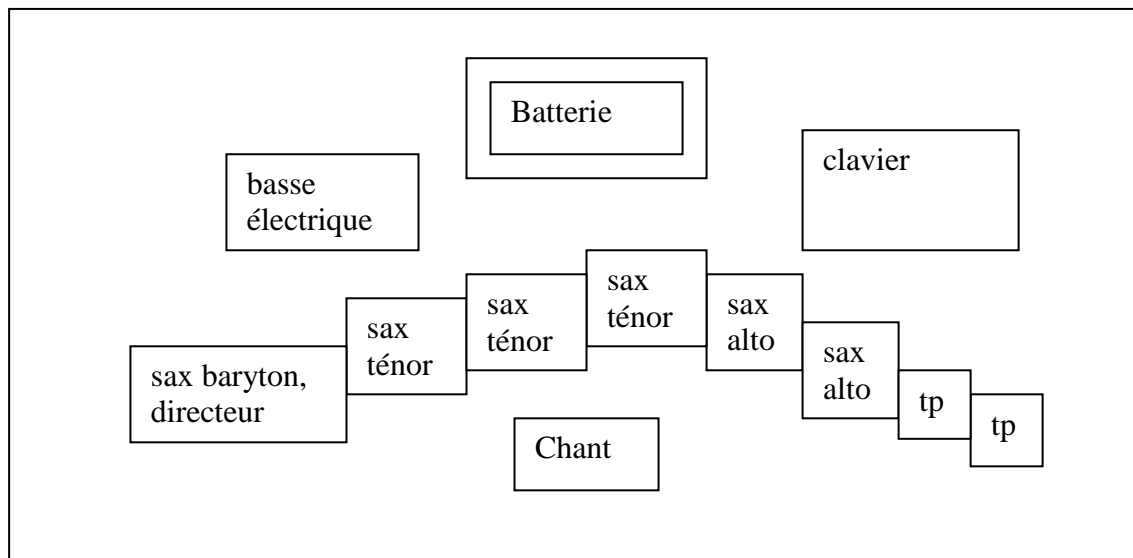 Batterie
clavier
basse
électrique
sax
ténor
sax
ténor
sax
ténor
sax
alto
sax
alto
sax baryton,
directeur
tp
tp
Chant